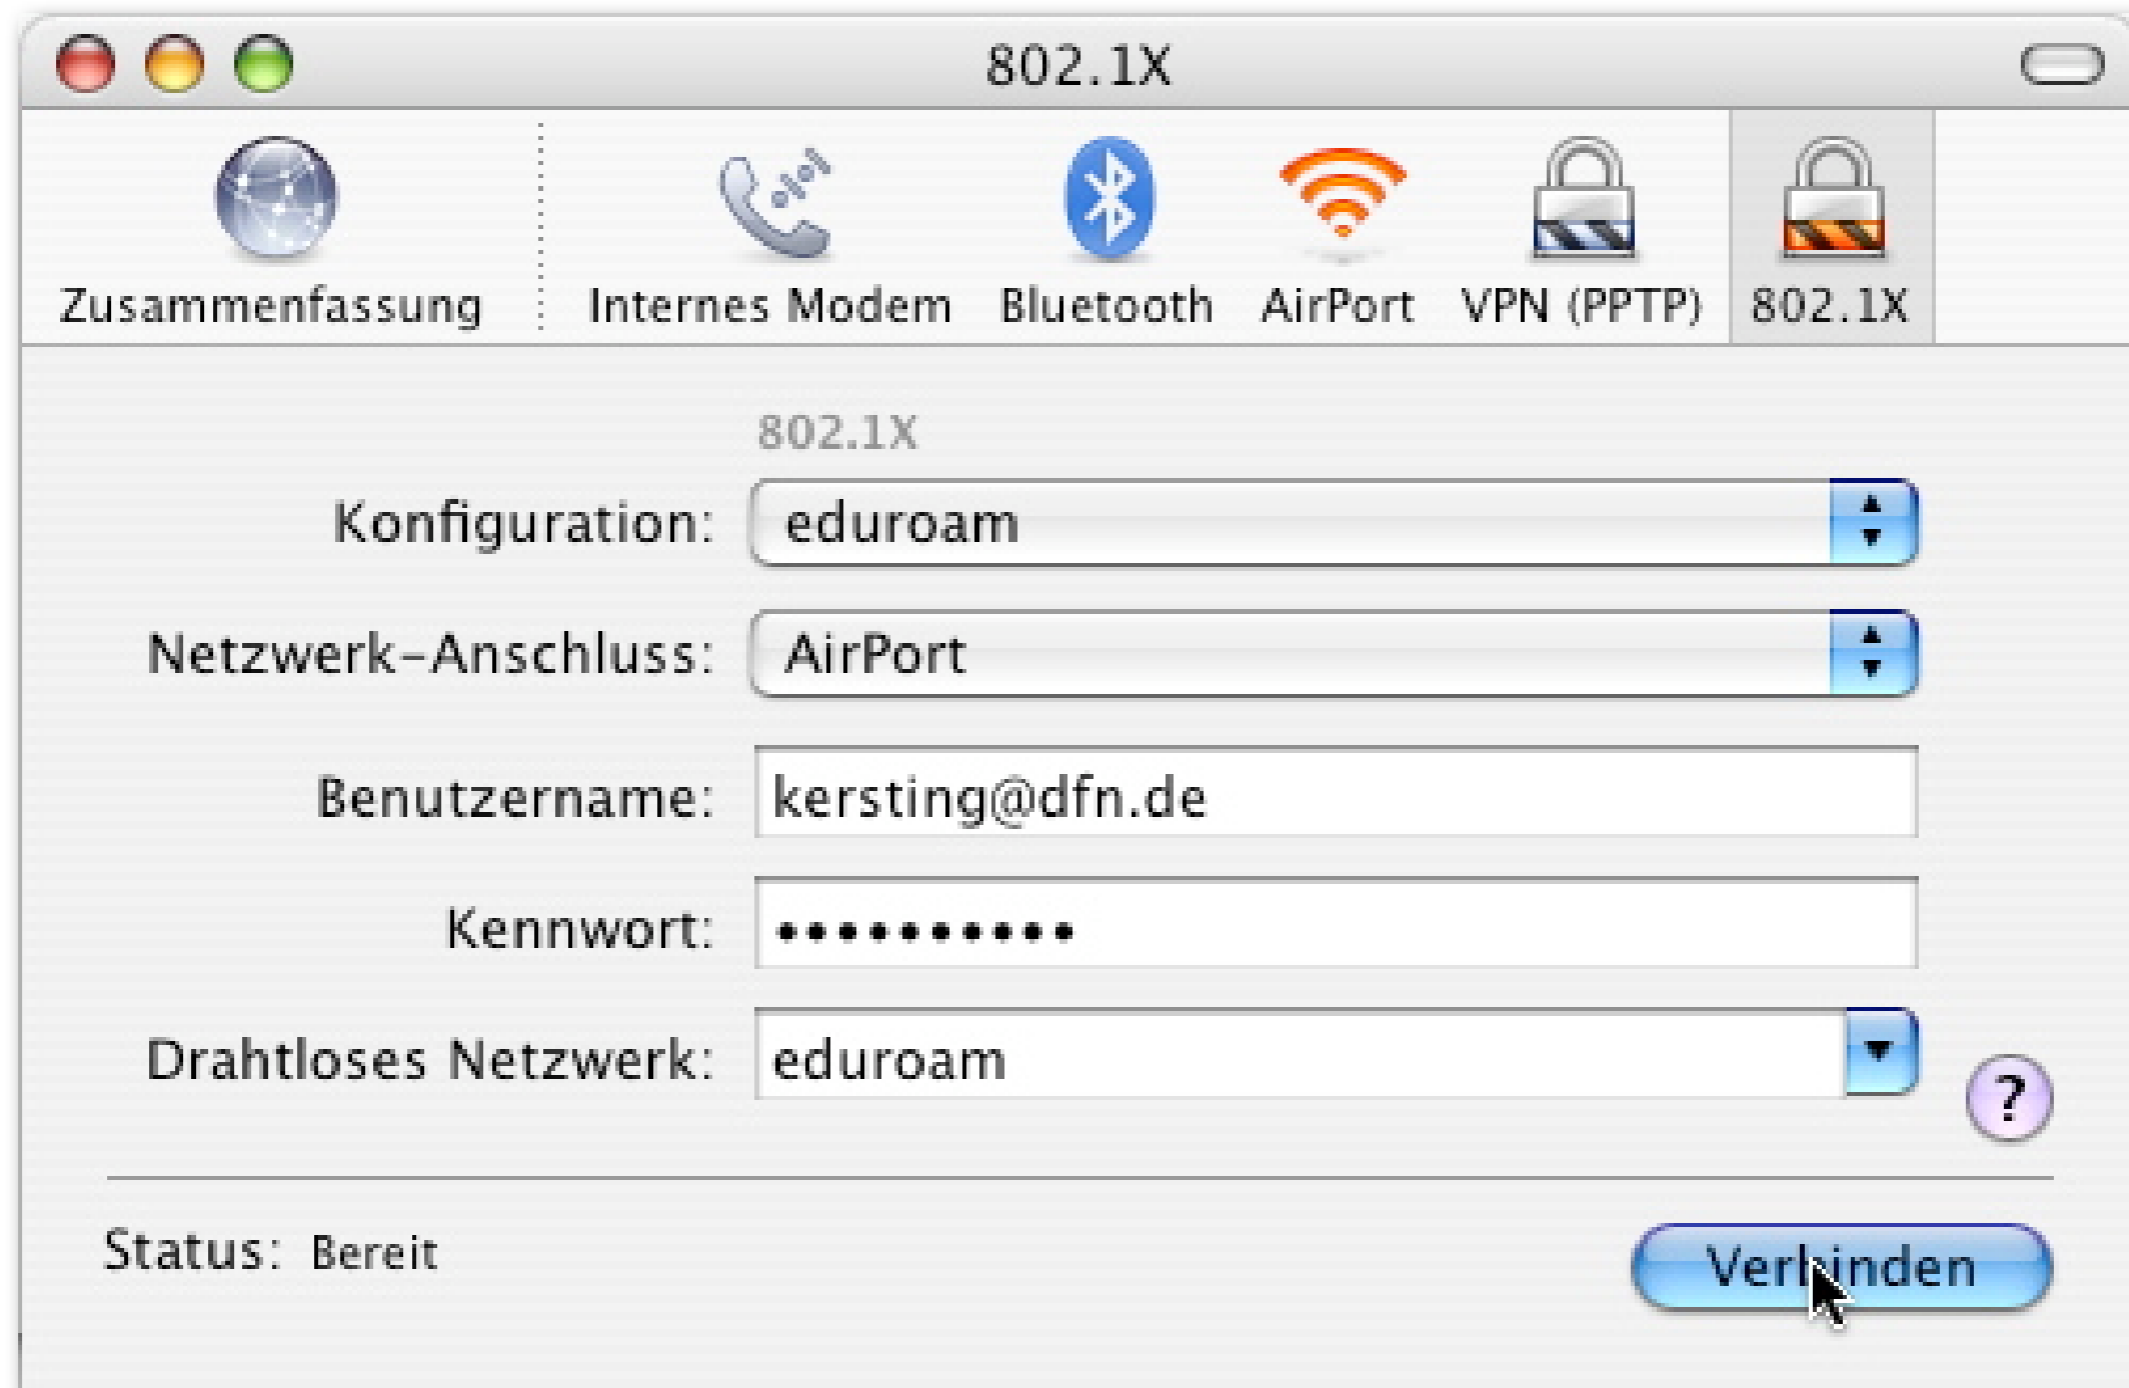 802.1X
Zusammenfassung
Internes Modem
Bluetooth
AirPort
VPN (PPTP)
802.1X
802.1X
Konfiguration: eduroam
Netzwerk-Anschluss: AirPort
Benutzername: kersting@dfn.de
Kennwort: ••••••••••
Drahtloses Netzwerk: eduroam
?
Status: Bereit
Verbinden